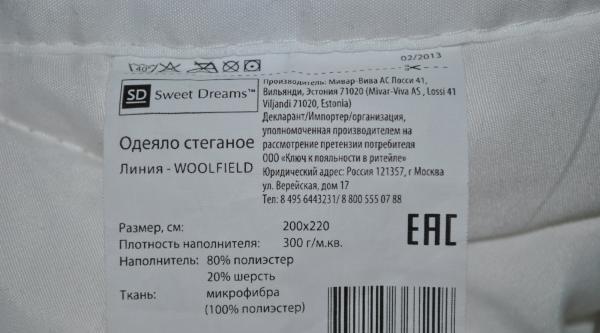 40°
02/2013
SD Sweet Dreams™
Одеяло стеганое
Линия - WOOLFIELD
Производитель: Мивар-Вива АС Лосси 41,
Вильянди, Эстония 71020 (Mivar-Viva AS , Lossi 41
Viljandi 71020, Estonia)
Декларант/Импортер/организация,
уполномоченная производителем на
рассмотрение претензии потребителя
ООО «Ключ к лояльности в ритейле»
Юридический адрес: Россия 121357, г Москва
ул. Верейская, дом 17
Тел: 8 495 6443231/ 8 800 555 07 88
Размер, см: 200x220
Плотность наполнителя: 300 г/м.кв.
Наполнитель: 80% полиэстер
20% шерсть
Ткань: микрофибра
(100% полиэстер)
EAC